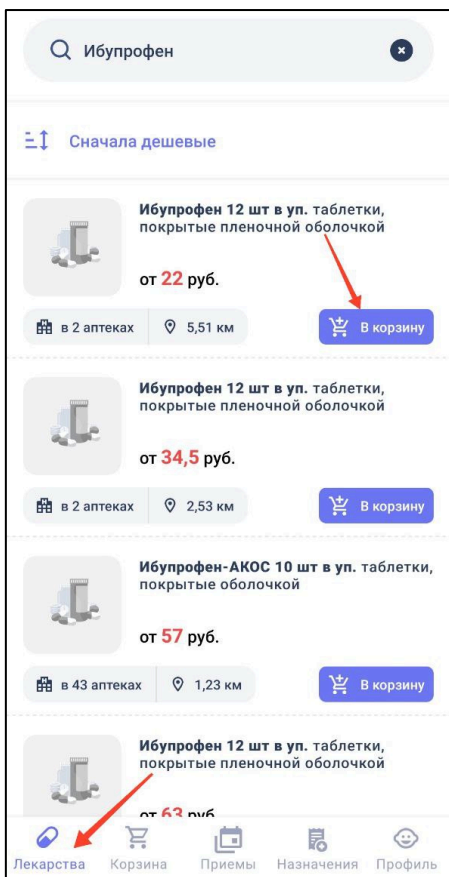 Ибупрофен
Сначала дешевые
Ибупрофен 12 шт в уп. таблетки,
покрытые пленочной оболочкой
от 22 руб.
в 2 аптеках
5,51 км
В корзину
Ибупрофен 12 шт в уп. таблетки,
покрытые пленочной оболочкой
от 34,5 руб.
в 2 аптеках
2,53 км
В корзину
Ибупрофен-АКОС 10 шт в уп. таблетки,
покрытые оболочкой
от 57 руб.
в 43 аптеках
1,23 км
В корзину
Ибупрофен 12 шт в уп. таблетки,
покрытые пленочной оболочкой
от 63 руб.
Лекарства
Корзина
Приемы
Назначения
Профиль